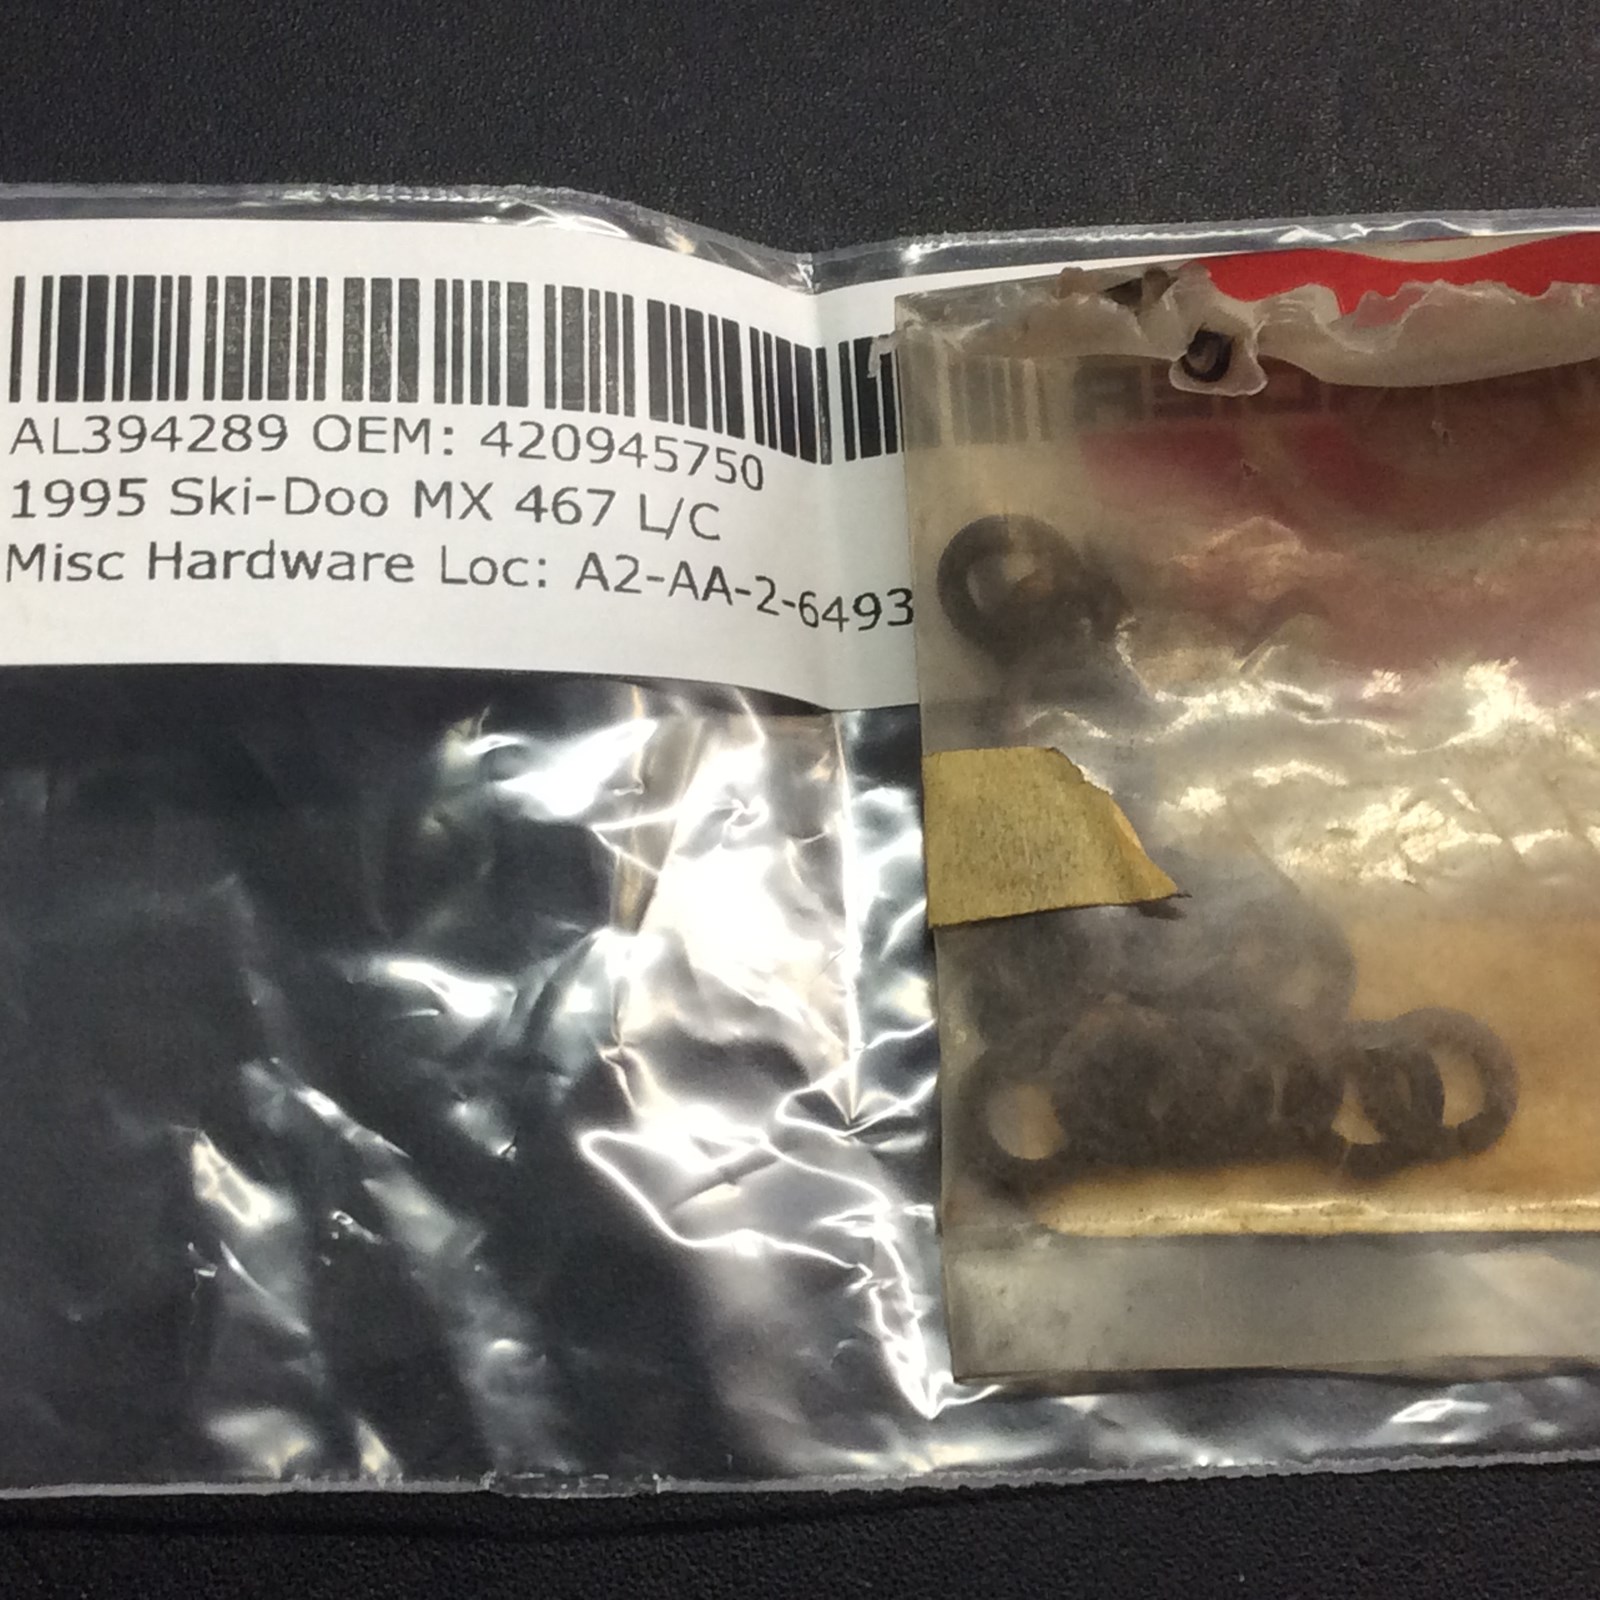 AL394289 OEM: 420945750
1995 Ski-Doo MX 467 L/C
Misc Hardware Loc: A2-AA-2-6493